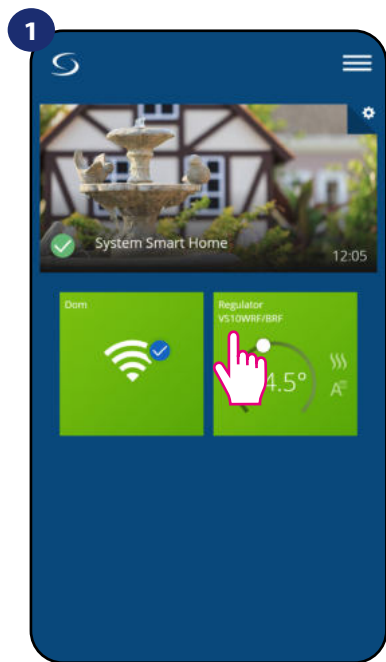 1
System Smart Home
12:05
Dom
Regulator
VS10WRF/BRF
4.5°
A